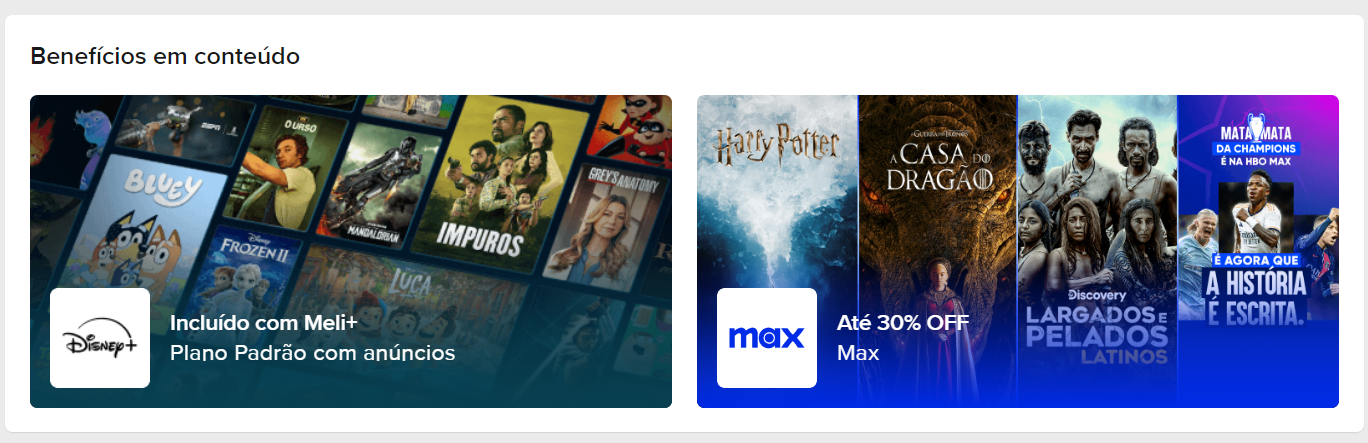 Benefícios em conteúdo
ESPN
O URSO
BLUEY
Disney
FROZEN II
THE
MANDALORIAN
IMPUROS
GREY'S ANATOMY
LUCA
Disney+
Incluído com Meli+
Plano Padrão com anúncios
Harry Potter
A GUERRA DOS TRONOS
A CASA DO
DRAGÃO
Discovery
LARGADOS E
PELADOS
LATINOS
MATA MATA
DA CHAMPIONS
É NA HBO MAX
É AGORA QUE
A HISTÓRIA
É ESCRITA.
max
Até 30% OFF
Max